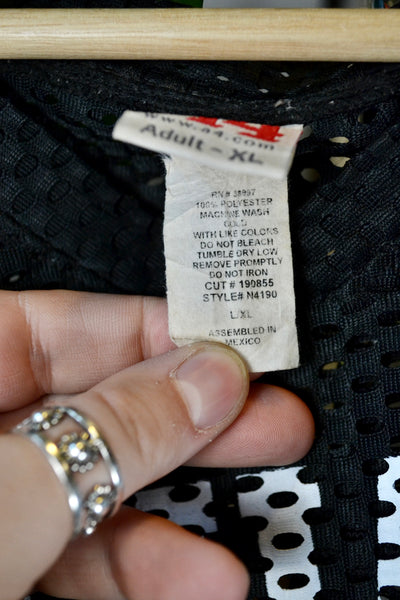 www.a4.com
Adult - XL
RN# 38997
100% POLYESTER
MACHINE WASH
COLD
WITH LIKE COLORS
DO NOT BLEACH
TUMBLE DRY LOW
REMOVE PROMPTLY
DO NOT IRON
CUT # 190855
STYLE# N4190
L/XL
ASSEMBLED IN
MEXICO